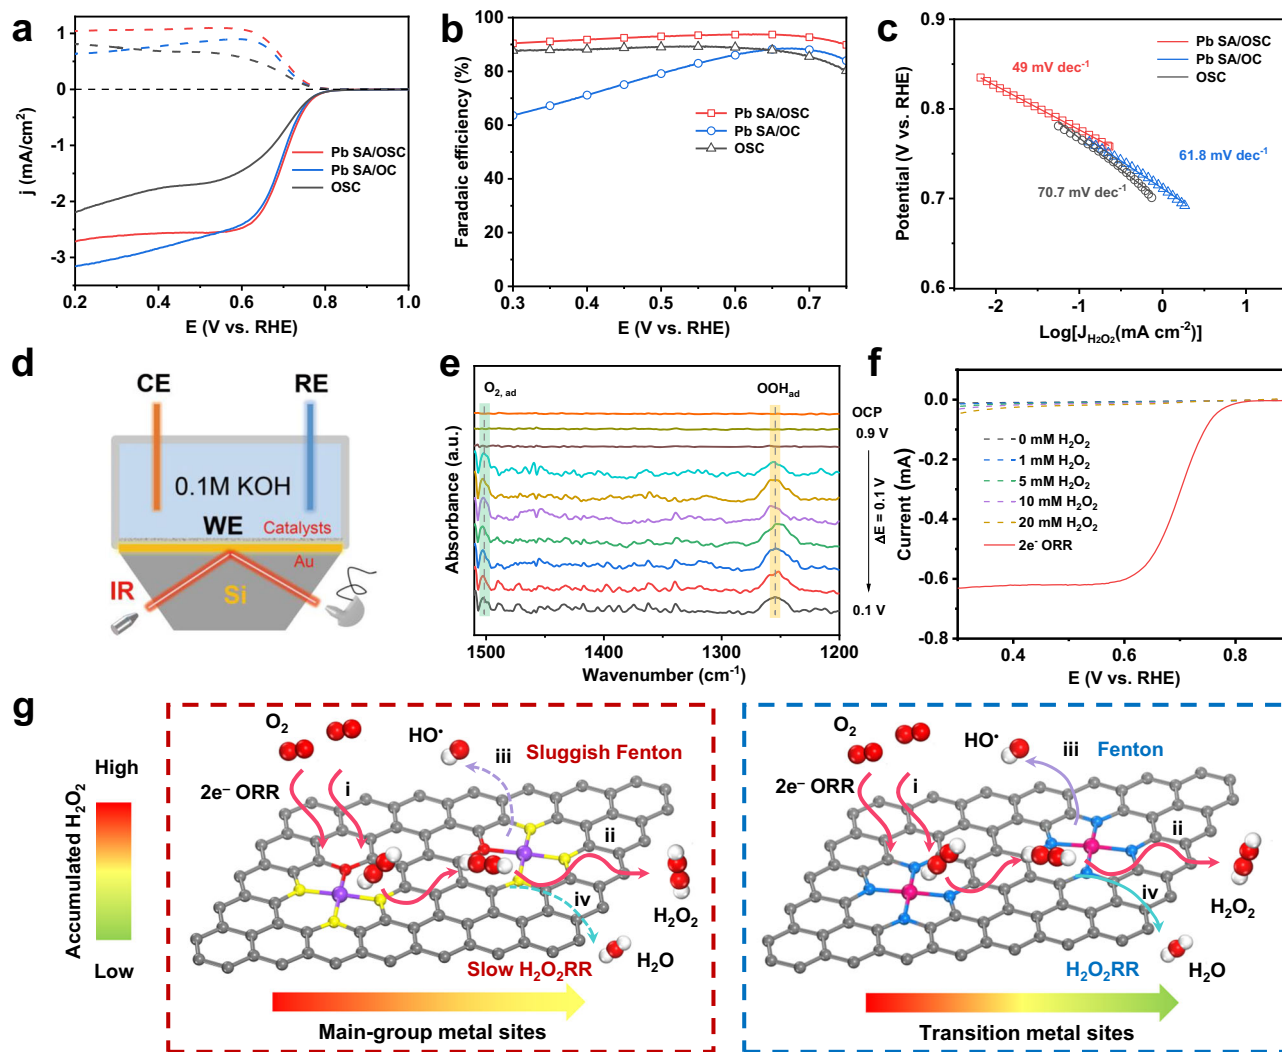 a
1
0
-1
-2
-3
j (mA/cm²)
Pb SA/OSC
Pb SA/OC
OSC
0.2
0.4
0.6
0.8
1.0
E (V vs. RHE)
b
100
80
60
40
20
0
Faradaic efficiency (%)
Pb SA/OSC
Pb SA/OC
OSC
0.3
0.4
0.5
0.6
0.7
E (V vs. RHE)
c
0.9
0.8
0.7
0.6
Potential (V vs. RHE)
Pb SA/OSC
Pb SA/OC
OSC
49 mV dec⁻¹
61.8 mV dec⁻¹
70.7 mV dec⁻¹
-2
-1
0
1
Log[J_H₂O₂(mA cm⁻²)]
d
CE
RE
0.1M KOH
WE
Catalysts
Au
IR
Si
e
O₂, ad
OOH_ad
OCP
0.9 V
ΔE = 0.1 V
0.1 V
Absorbance (a.u.)
1500
1400
1300
1200
Wavenumber (cm⁻¹)
f
0.0
-0.2
-0.4
-0.6
-0.8
Current (mA)
0 mM H₂O₂
1 mM H₂O₂
5 mM H₂O₂
10 mM H₂O₂
20 mM H₂O₂
2e⁻ ORR
0.4
0.6
0.8
E (V vs. RHE)
g
High
Accumulated H₂O₂
Low
O₂
HO•
iii
Sluggish Fenton
2e⁻ ORR
i
ii
iv
H₂O₂
H₂O
Slow H₂O₂RR
Main-group metal sites
O₂
HO•
iii
Fenton
2e⁻ ORR
i
ii
iv
H₂O₂
H₂O
H₂O₂RR
Transition metal sites